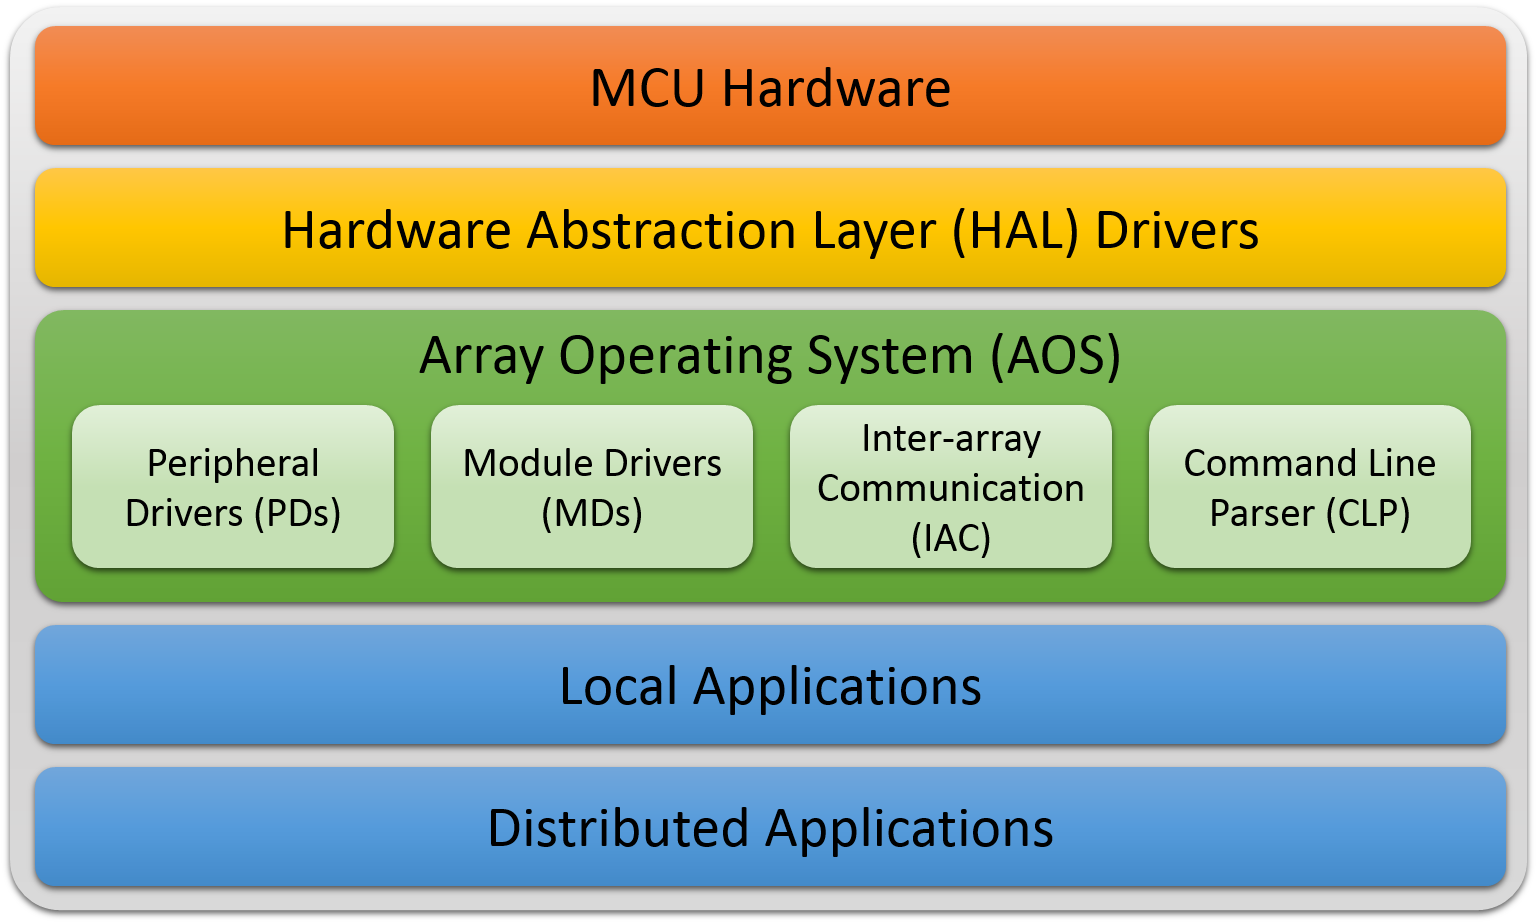 MCU Hardware
Hardware Abstraction Layer (HAL) Drivers
Array Operating System (AOS)
Peripheral
Drivers (PDs)
Module Drivers
(MDs)
Inter-array
Communication
(IAC)
Command Line
Parser (CLP)
Local Applications
Distributed Applications